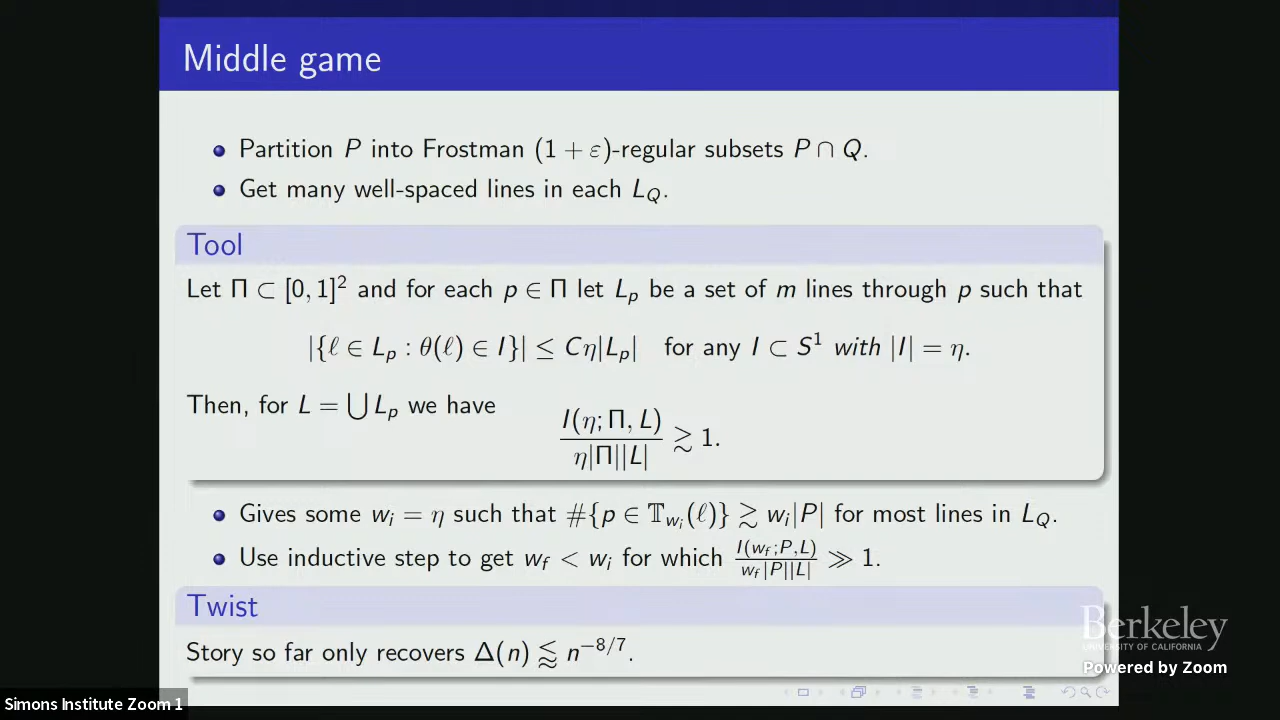 Middle game
Partition P into Frostman (1 + ε)-regular subsets P ∩ Q.
Get many well-spaced lines in each L_Q.
Tool
Let Π ⊂ [0, 1]² and for each p ∈ Π let L_p be a set of m lines through p such that
|{ℓ ∈ L_p : θ(ℓ) ∈ I}| ≤ Cη|L_p| for any I ⊂ S¹ with |I| = η.
Then, for L = ⋃ L_p we have
I(η; Π, L) / η|Π||L| ≳ 1.
Gives some w_i = η such that #{p ∈ 𝕋_{w_i}(ℓ)} ≳ w_i|P| for most lines in L_Q.
Use inductive step to get w_f < w_i for which I(w_f; P, L) / w_f|P||L| ≫ 1.
Twist
Story so far only recovers Δ(n) ⪅ n^{-8/7}.
Berkeley
UNIVERSITY OF CALIFORNIA
Powered by Zoom
Simons Institute Zoom 1